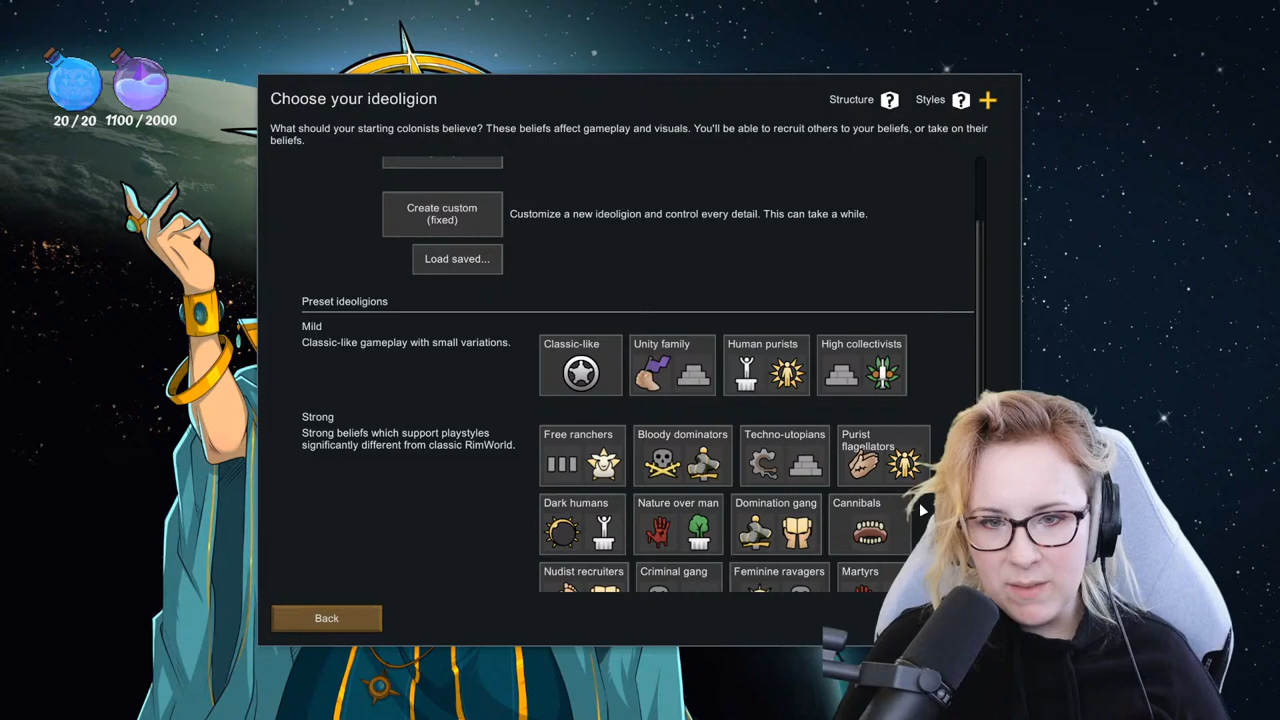 20 / 20
1100 / 2000
Choose your ideoligion
Structure
Styles
What should your starting colonists believe? These beliefs affect gameplay and visuals. You'll be able to recruit others to your beliefs, or take on their
beliefs.
Create custom
(fixed)
Customize a new ideoligion and control every detail. This can take a while.
Load saved...
Preset ideoligions
Mild
Classic-like gameplay with small variations.
Classic-like
Unity family
Human purists
High collectivists
Strong
Strong beliefs which support playstyles
significantly different from classic RimWorld.
Free ranchers
Bloody dominators
Techno-utopians
Purist
flagellators
Dark humans
Nature over man
Domination gang
Cannibals
Nudist recruiters
Criminal gang
Feminine ravagers
Martyrs
Back